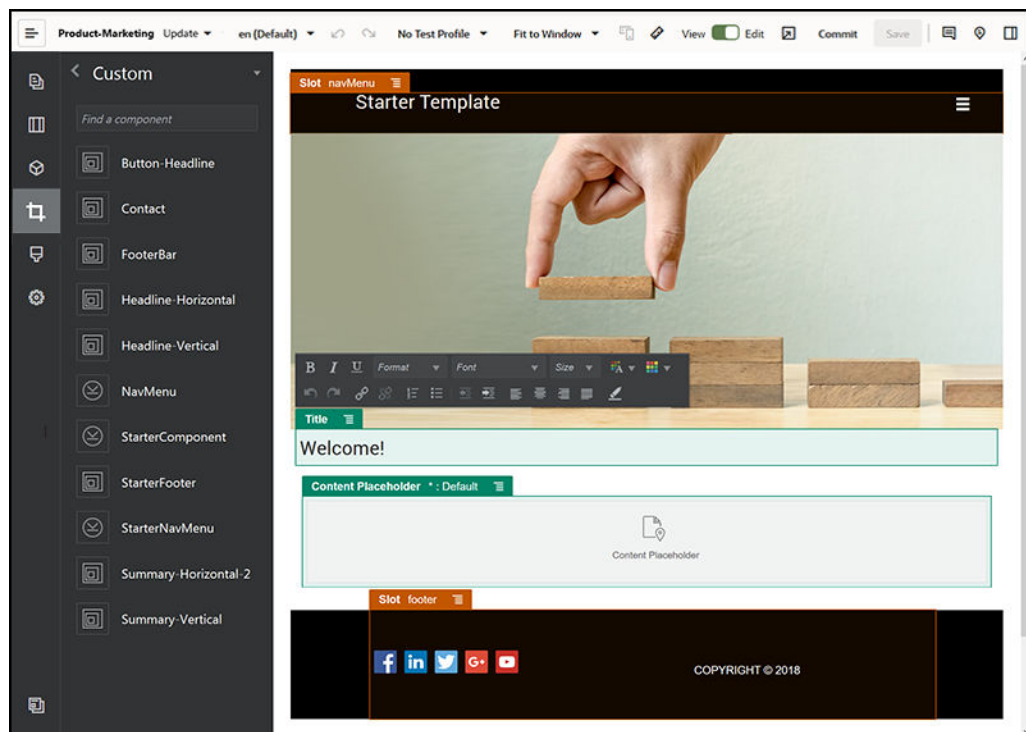 Product-Marketing Update en (Default) No Test Profile Fit to Window View Edit Commit Save
Custom
Find a component
Button-Headline
Contact
FooterBar
Headline-Horizontal
Headline-Vertical
NavMenu
StarterComponent
StarterFooter
StarterNavMenu
Summary-Horizontal-2
Summary-Vertical
Slot navMenu
Starter Template
B I U Format Font Size A
Title
Welcome!
Content Placeholder * : Default
Content Placeholder
Slot footer
f in G+ COPYRIGHT © 2018